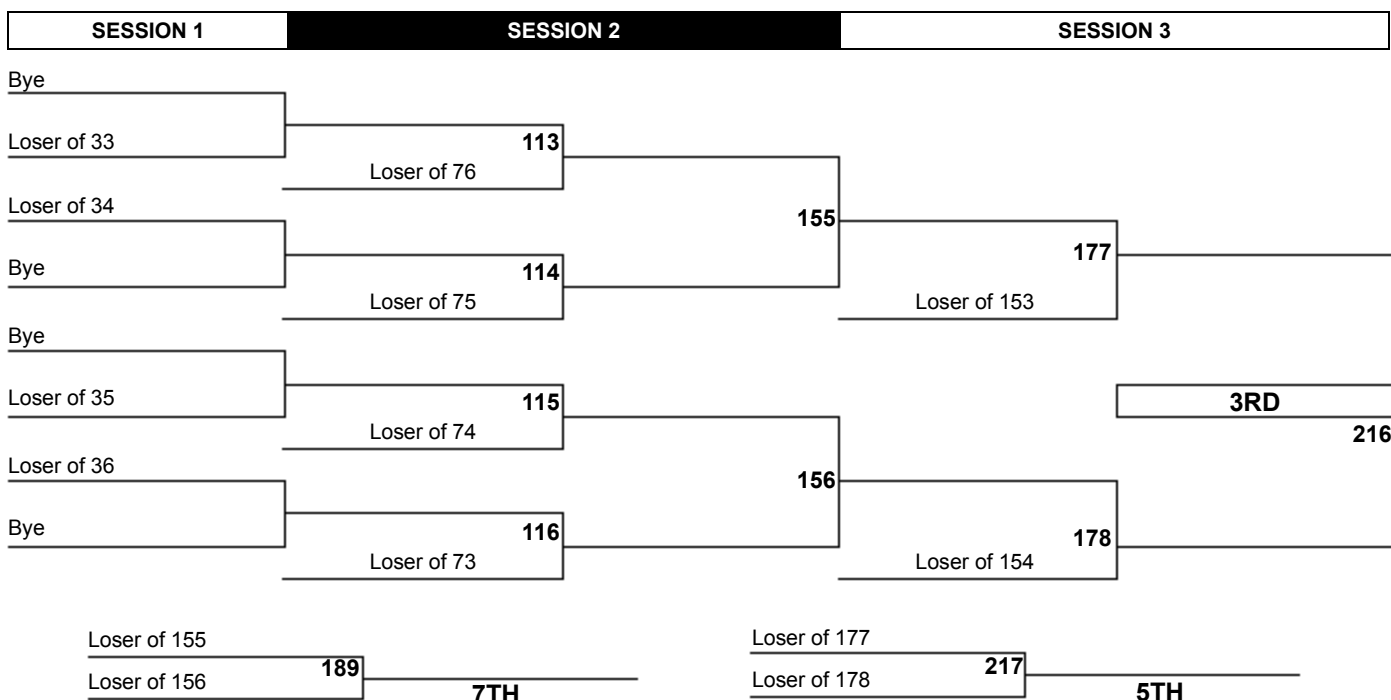 SESSION 1 SESSION 2 SESSION 3
Bye
Loser of 33
113
Loser of 76
Loser of 34
155
Bye
114
177
Loser of 75
Loser of 153
Bye
Loser of 35
115
3RD
Loser of 74
216
Loser of 36
156
Bye
116
178
Loser of 73
Loser of 154
Loser of 155
189
Loser of 156
7TH
Loser of 177
217
Loser of 178
5TH